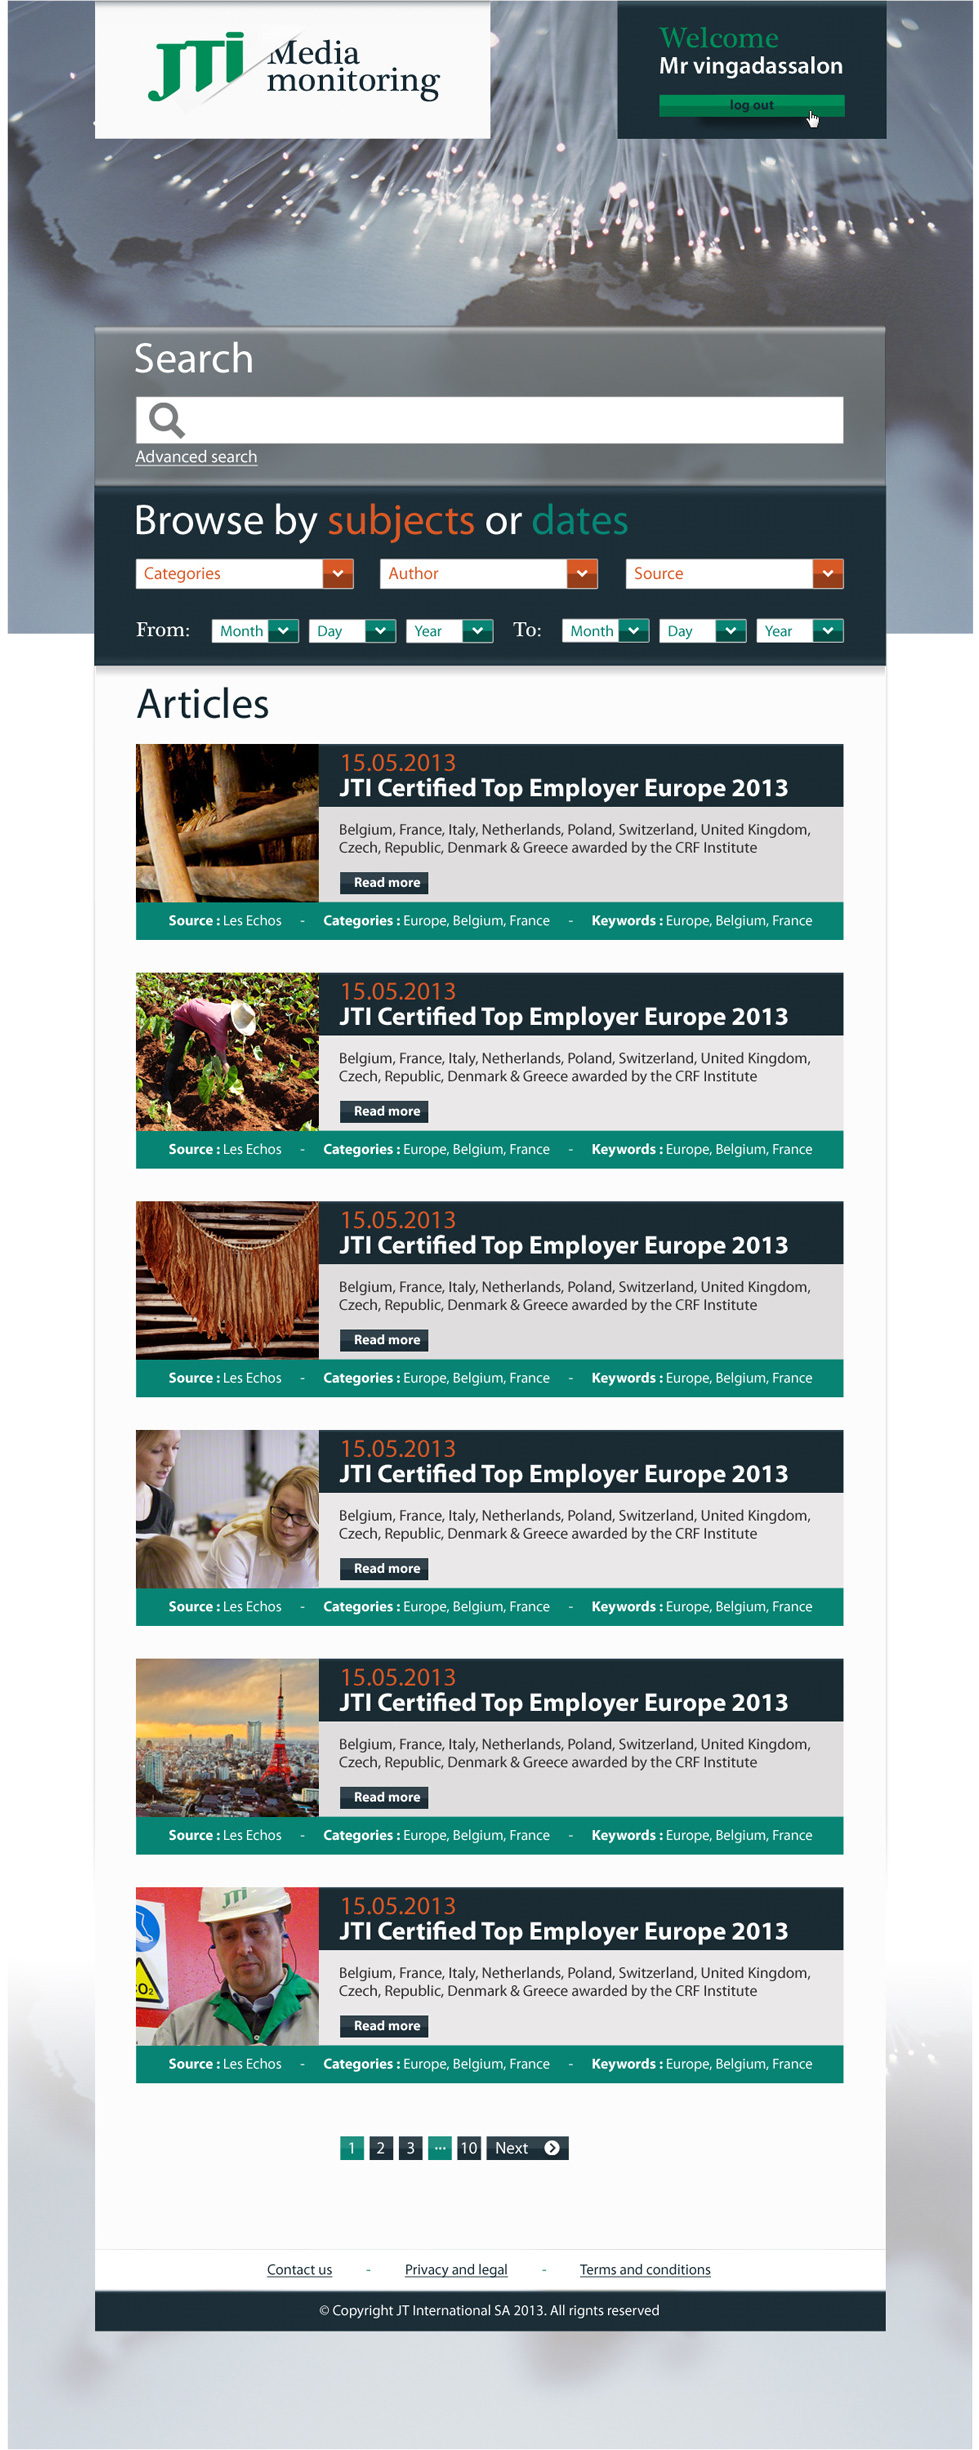 JTi Media
monitoring
Welcome
Mr vingadassalon
log out
Search
Advanced search
Browse by subjects or dates
Categories Author Source
From: Month Day Year To: Month Day Year
Articles
15.05.2013
JTI Certified Top Employer Europe 2013
Belgium, France, Italy, Netherlands, Poland, Switzerland, United Kingdom,
Czech, Republic, Denmark & Greece awarded by the CRF Institute
Read more
Source : Les Echos - Categories : Europe, Belgium, France - Keywords : Europe, Belgium, France
15.05.2013
JTI Certified Top Employer Europe 2013
Belgium, France, Italy, Netherlands, Poland, Switzerland, United Kingdom,
Czech, Republic, Denmark & Greece awarded by the CRF Institute
Read more
Source : Les Echos - Categories : Europe, Belgium, France - Keywords : Europe, Belgium, France
15.05.2013
JTI Certified Top Employer Europe 2013
Belgium, France, Italy, Netherlands, Poland, Switzerland, United Kingdom,
Czech, Republic, Denmark & Greece awarded by the CRF Institute
Read more
Source : Les Echos - Categories : Europe, Belgium, France - Keywords : Europe, Belgium, France
15.05.2013
JTI Certified Top Employer Europe 2013
Belgium, France, Italy, Netherlands, Poland, Switzerland, United Kingdom,
Czech, Republic, Denmark & Greece awarded by the CRF Institute
Read more
Source : Les Echos - Categories : Europe, Belgium, France - Keywords : Europe, Belgium, France
15.05.2013
JTI Certified Top Employer Europe 2013
Belgium, France, Italy, Netherlands, Poland, Switzerland, United Kingdom,
Czech, Republic, Denmark & Greece awarded by the CRF Institute
Read more
Source : Les Echos - Categories : Europe, Belgium, France - Keywords : Europe, Belgium, France
JTi
CO2
15.05.2013
JTI Certified Top Employer Europe 2013
Belgium, France, Italy, Netherlands, Poland, Switzerland, United Kingdom,
Czech, Republic, Denmark & Greece awarded by the CRF Institute
Read more
Source : Les Echos - Categories : Europe, Belgium, France - Keywords : Europe, Belgium, France
1 2 3 ... 10 Next
Contact us - Privacy and legal - Terms and conditions
© Copyright JT International SA 2013. All rignts reserved